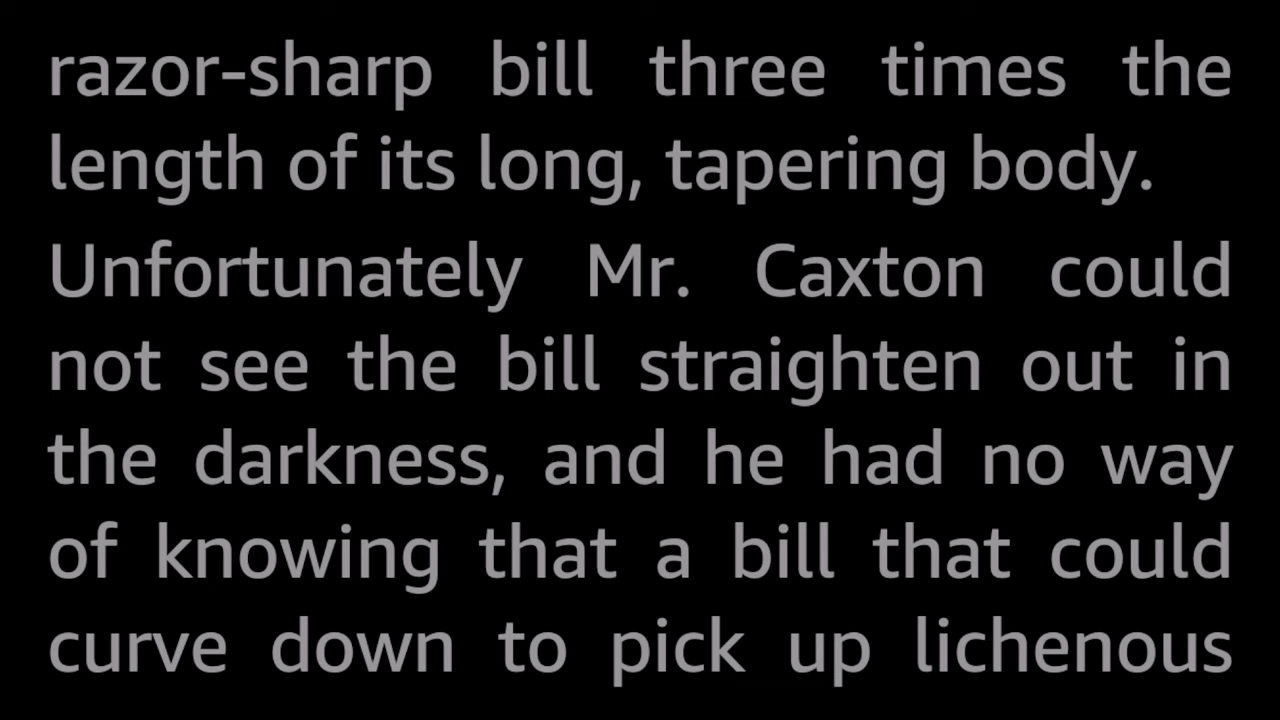 razor-sharp bill three times the
length of its long, tapering body.
Unfortunately Mr. Caxton could
not see the bill straighten out in
the darkness, and he had no way
of knowing that a bill that could
curve down to pick up lichenous